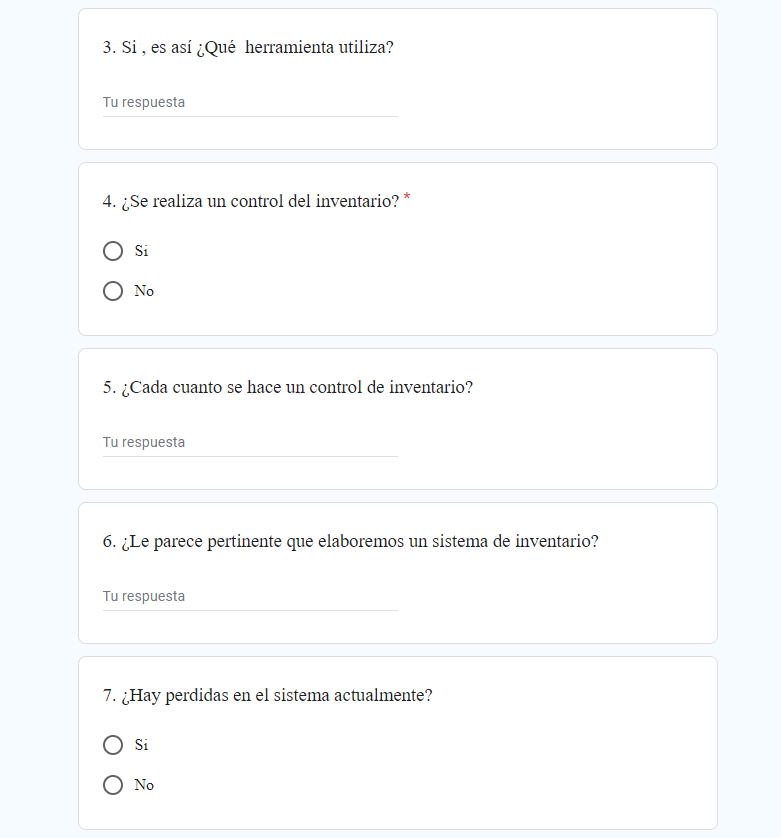 3. Si , es así ¿Qué  herramienta utiliza?
Tu respuesta
4. ¿Se realiza un control del inventario? *
Si
No
5. ¿Cada cuanto se hace un control de inventario?
Tu respuesta
6. ¿Le parece pertinente que elaboremos un sistema de inventario?
Tu respuesta
7. ¿Hay perdidas en el sistema actualmente?
Si
No